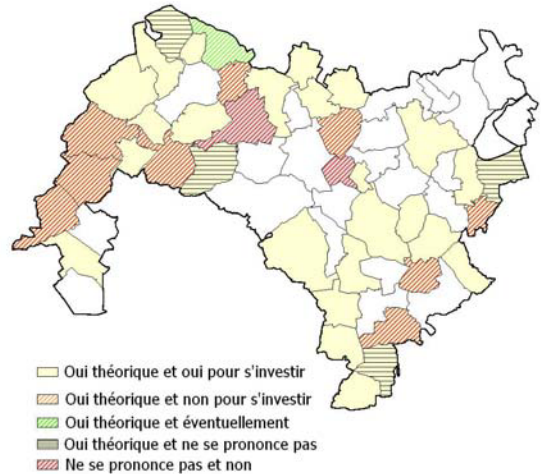 Oui théorique et oui pour s'investir
Oui théorique et non pour s'investir
Oui théorique et éventuellement
Oui théorique et ne se prononce pas
Ne se prononce pas et non